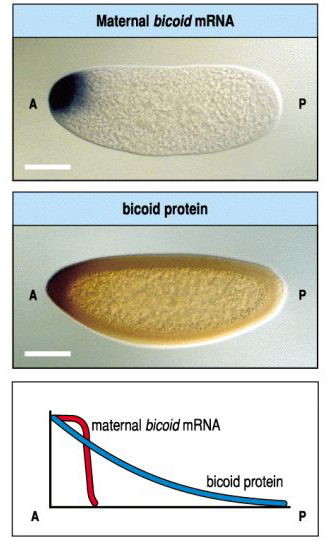 Maternal bicoid mRNA
A
P
bicoid protein
A
P
maternal bicoid mRNA
bicoid protein
A
P